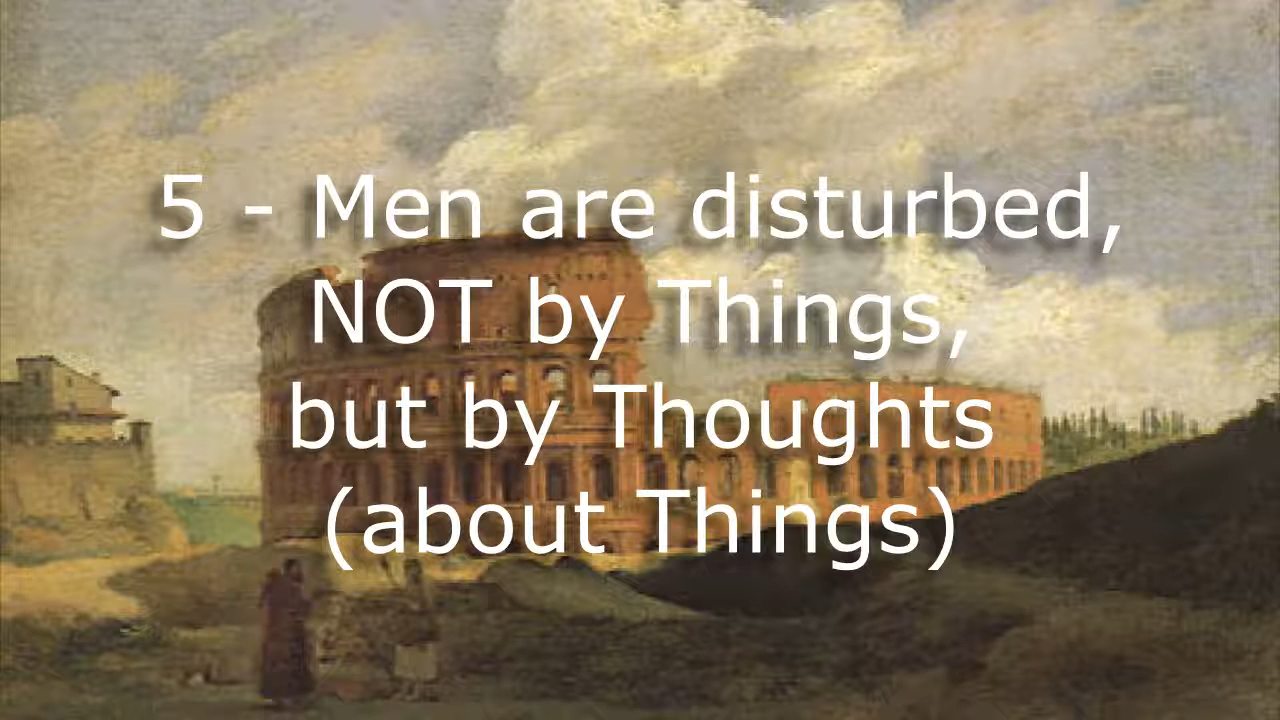 5 - Men are disturbed,
NOT by Things,
but by Thoughts
(about Things)